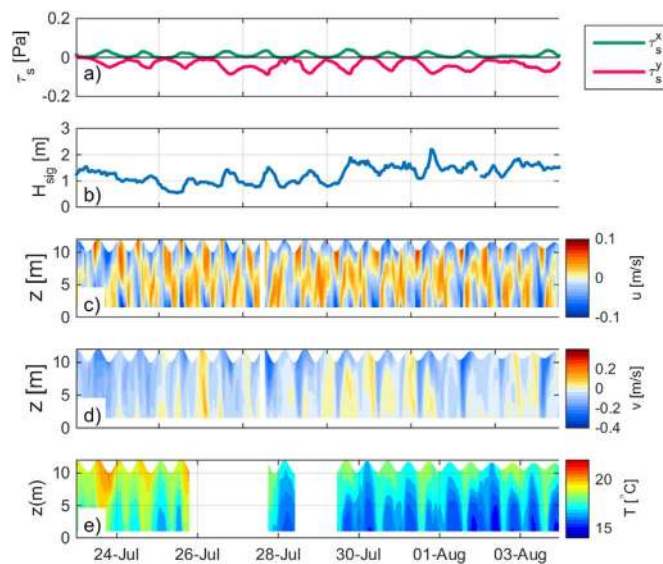 0.2
0
-0.2
τ_s [Pa]
a)
τ_s^x
τ_s^y
3
2
1
0
H_sig [m]
b)
10
5
0
z [m]
c)
0.1
0
-0.1
u [m/s]
10
5
0
z [m]
d)
0.2
0
-0.2
-0.4
v [m/s]
10
5
0
z(m)
e)
20
15
T [°C]
24-Jul 26-Jul 28-Jul 30-Jul 01-Aug 03-Aug